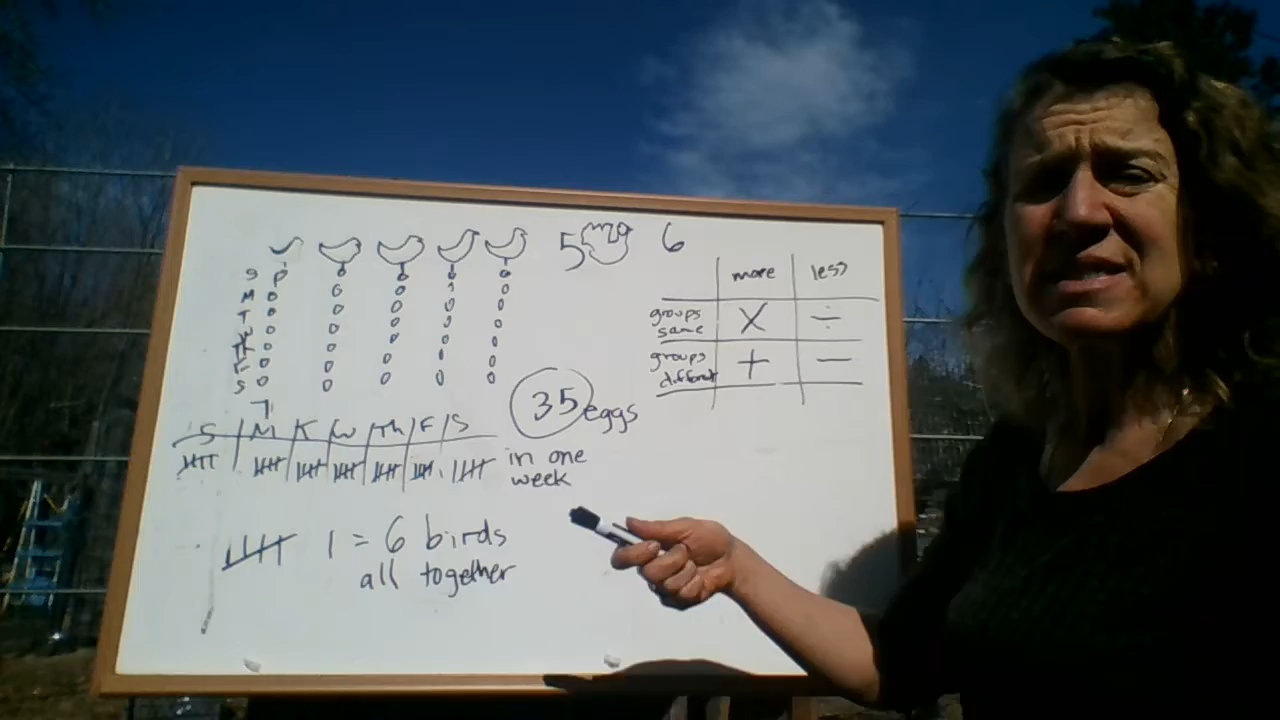 5 6
S
M
T
W
Th
F
S
7
more less
groups same X ÷
groups different + −
35 eggs
in one
week
S M T W Th F S
1 = 6 birds
all together